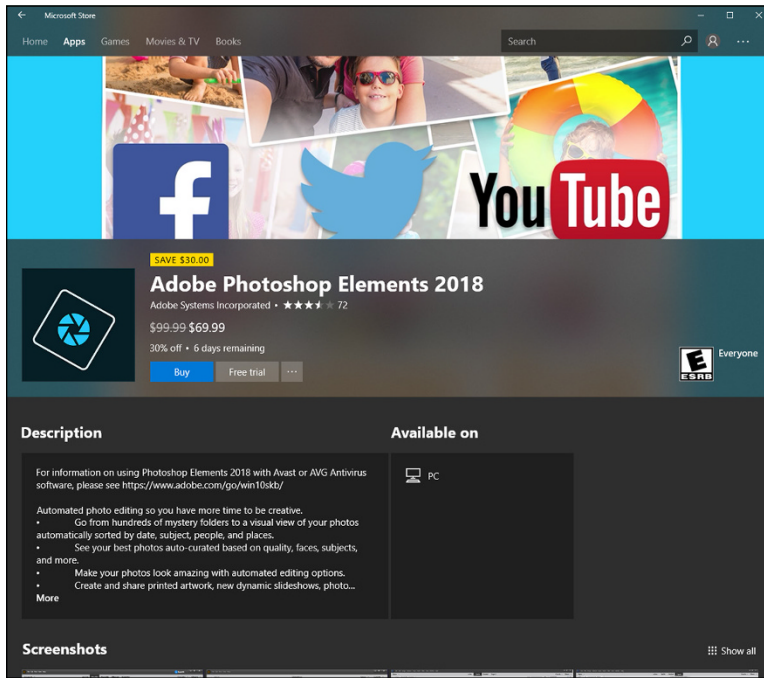 Microsoft Store
Home Apps Games Movies & TV Books Search
f
You Tube
SAVE $30.00
Adobe Photoshop Elements 2018
Adobe Systems Incorporated • ★★★★★ 72
$99.99 $69.99
30% off • 6 days remaining
Buy Free trial ...
E
ESRB
Everyone
Description
For information on using Photoshop Elements 2018 with Avast or AVG Antivirus
software, please see https://www.adobe.com/go/win10skb/
Automated photo editing so you have more time to be creative.
• Go from hundreds of mystery folders to a visual view of your photos
automatically sorted by date, subject, people, and places.
• See your best photos auto-curated based on quality, faces, subjects,
and more.
• Make your photos look amazing with automated editing options.
• Create and share printed artwork, new dynamic slideshows, photo...
More
Available on
PC
Screenshots
Show all